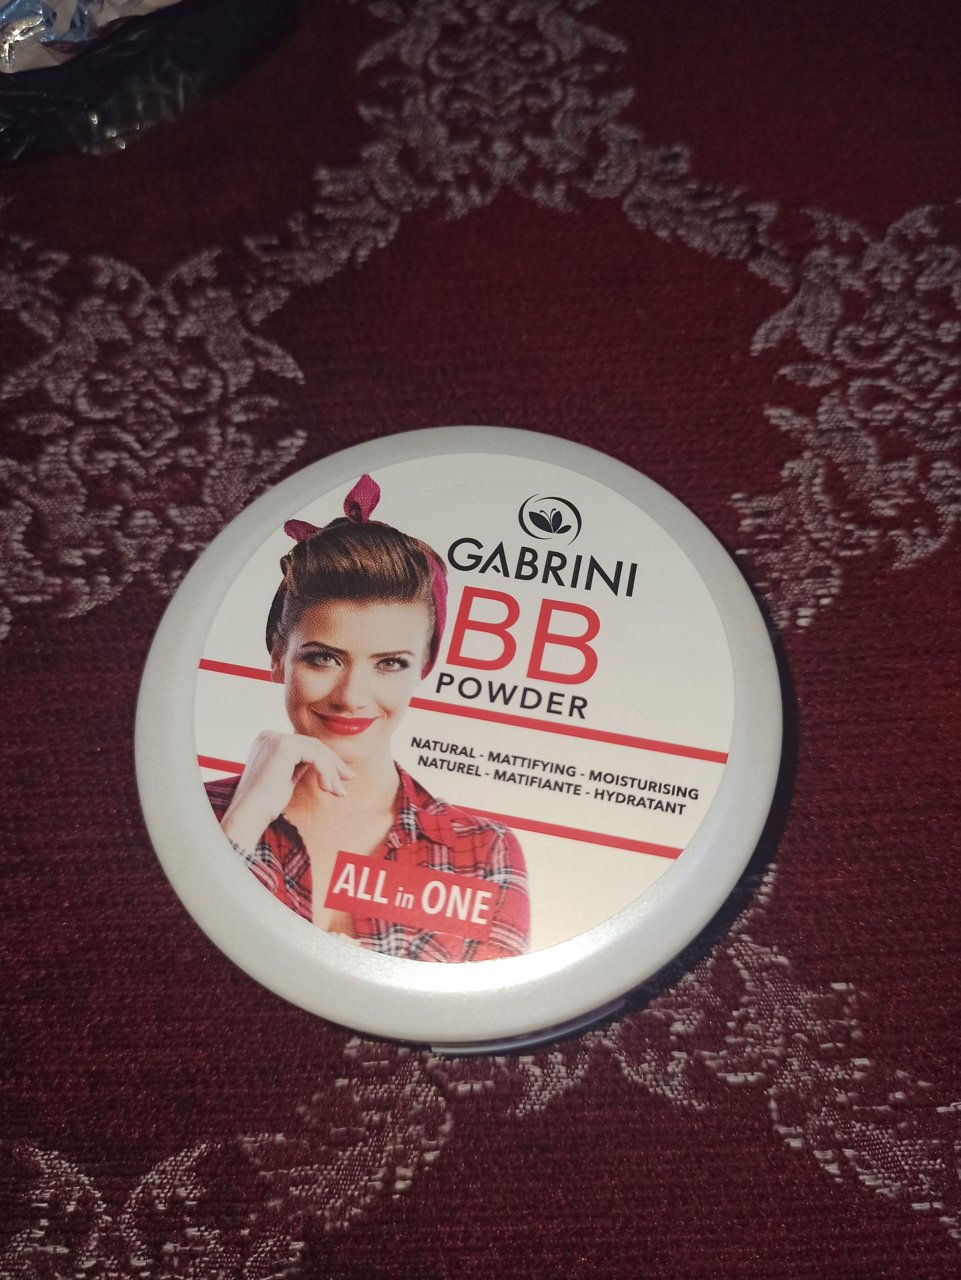 GABRINI
BB
POWDER
NATURAL - MATTIFYING - MOISTURISING
NATUREL - MATIFIANTE - HYDRATANT
ALL in ONE